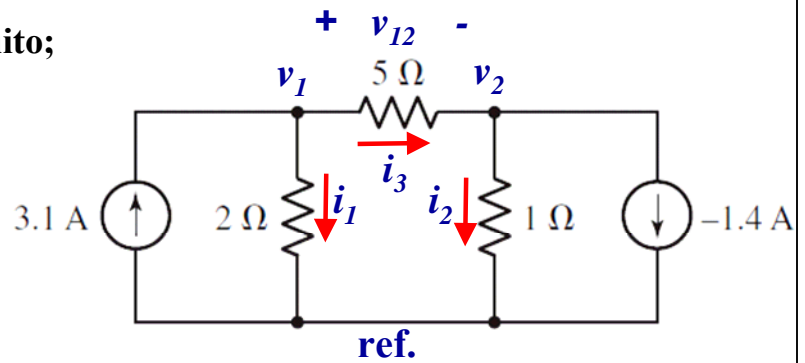 ito;
+ v12 -
v1 5 Ω v2
i3
3.1 A 2 Ω i1 i2 1 Ω –1.4 A
ref.